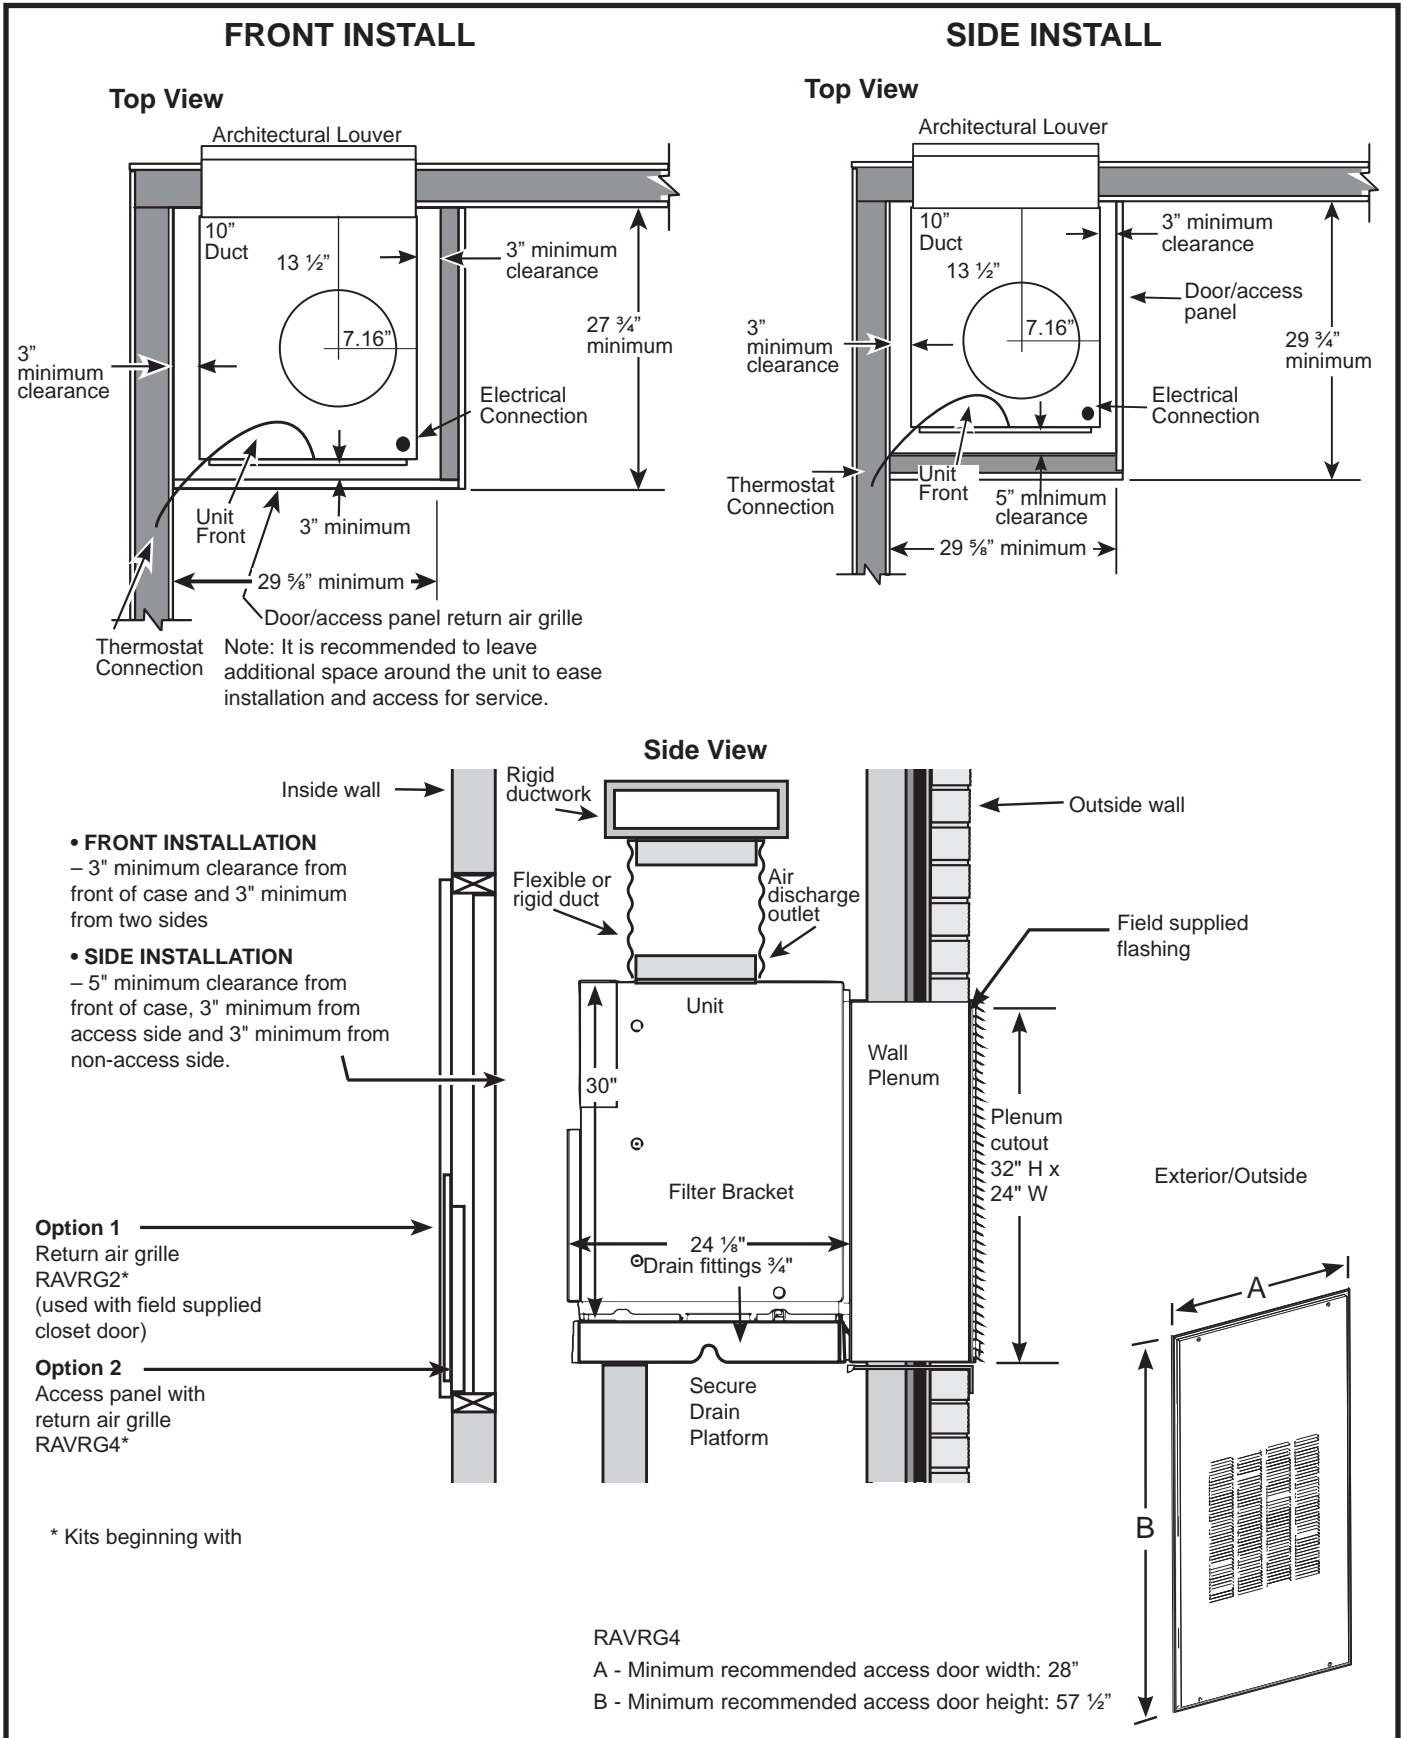 FRONT INSTALL
Top View
Architectural Louver
10”
Duct
13 ½”
7.16”
3” minimum
clearance
27 ¾”
minimum
3”
minimum
clearance
Electrical
Connection
Unit
Front
3” minimum
29 ⅝” minimum
Door/access panel return air grille
Thermostat
Connection
Note: It is recommended to leave
additional space around the unit to ease
installation and access for service.
SIDE INSTALL
Top View
Architectural Louver
10”
Duct
13 ½”
7.16”
3” minimum
clearance
Door/access
panel
29 ¾”
minimum
3”
minimum
clearance
Electrical
Connection
Thermostat
Connection
Unit
Front
5” minimum
clearance
29 ⅝” minimum
Side View
Inside wall
Rigid
ductwork
Outside wall
• FRONT INSTALLATION
– 3" minimum clearance from
front of case and 3" minimum
from two sides
• SIDE INSTALLATION
– 5" minimum clearance from
front of case, 3" minimum from
access side and 3" minimum from
non-access side.
Flexible or
rigid duct
Air
discharge
outlet
Field supplied
flashing
Unit
30"
Wall
Plenum
Plenum
cutout
32" H x
24" W
Filter Bracket
24 ⅛"
Drain fittings ¾"
Secure
Drain
Platform
Option 1
Return air grille
RAVRG2*
(used with field supplied
closet door)
Option 2
Access panel with
return air grille
RAVRG4*
* Kits beginning with
Exterior/Outside
A
B
RAVRG4
A - Minimum recommended access door width: 28”
B - Minimum recommended access door height: 57 ½”